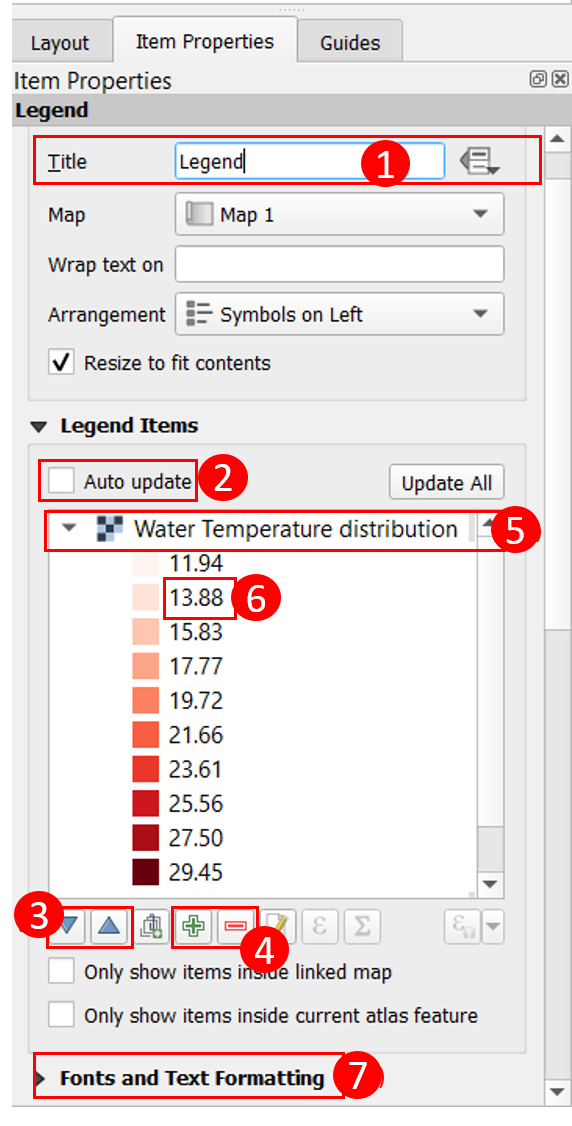 Layout Item Properties Guides
Item Properties
Legend
Title Legend 1
Map Map 1
Wrap text on
Arrangement Symbols on Left
Resize to fit contents
Legend Items
Auto update 2 Update All
Water Temperature distribution 5
11.94
13.88 6
15.83
17.77
19.72
21.66
23.61
25.56
27.50
29.45
3 ε Σ ε
4
Only show items inside linked map
Only show items inside current atlas feature
Fonts and Text Formatting 7